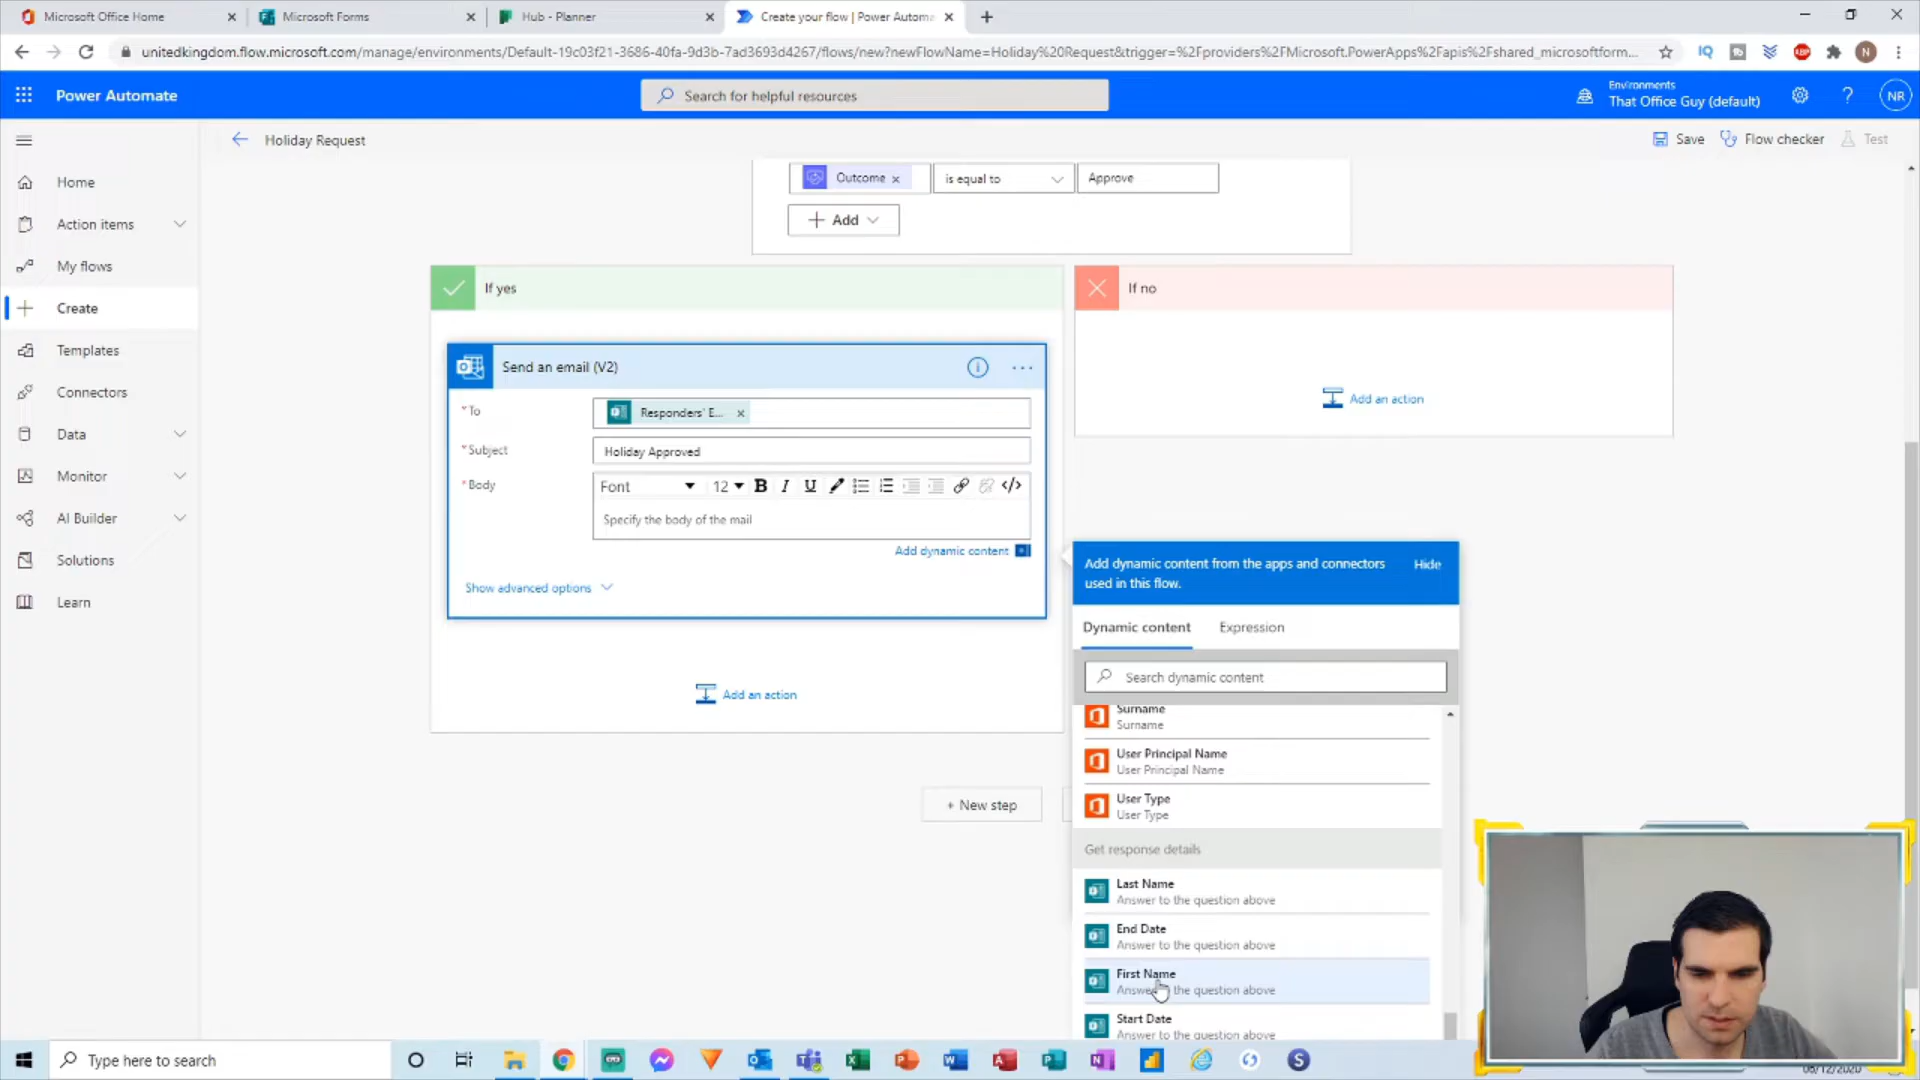 Microsoft Office Home
Microsoft Forms
Hub - Planner
Create your flow | Power Automa
unitedkingdom.flow.microsoft.com/manage/environments/Default-19c03f21-3686-40fa-9d3b-7ad3693d4267/flows/new?newFlowName=Holiday%20Request&trigger=%2Fproviders%2FMicrosoft.PowerApps%2Fapis%2Fshared_microsoftform...
N
Power Automate
Search for helpful resources
Environments
That Office Guy (default)
NR
Holiday Request
Save
Flow checker
Test
Home
Action items
My flows
Create
Templates
Connectors
Data
Monitor
AI Builder
Solutions
Learn
Outcome
is equal to
Approve
Add
If yes
If no
Send an email (V2)
Add an action
* To
Responders' E...
* Subject
Holiday Approved
* Body
Font
12
B I U </>
Specify the body of the mail
Add dynamic content
Show advanced options
Add an action
+ New step
Add dynamic content from the apps and connectors used in this flow.
Hide
Dynamic content
Expression
Search dynamic content
Surname
Surname
User Principal Name
User Principal Name
User Type
User Type
Get response details
Last Name
Answer to the question above
End Date
Answer to the question above
First Name
Answer to the question above
Start Date
Answer to the question above
Type here to search